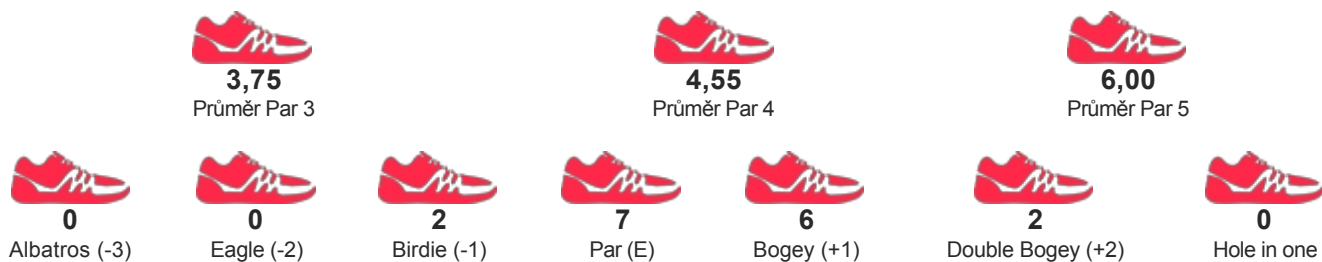 3,75 4,55 6,00
Průměr Par 3 Průměr Par 4 Průměr Par 5
0 0 2 7 6 2 0
Albatros (-3) Eagle (-2) Birdie (-1) Par (E) Bogey (+1) Double Bogey (+2) Hole in one